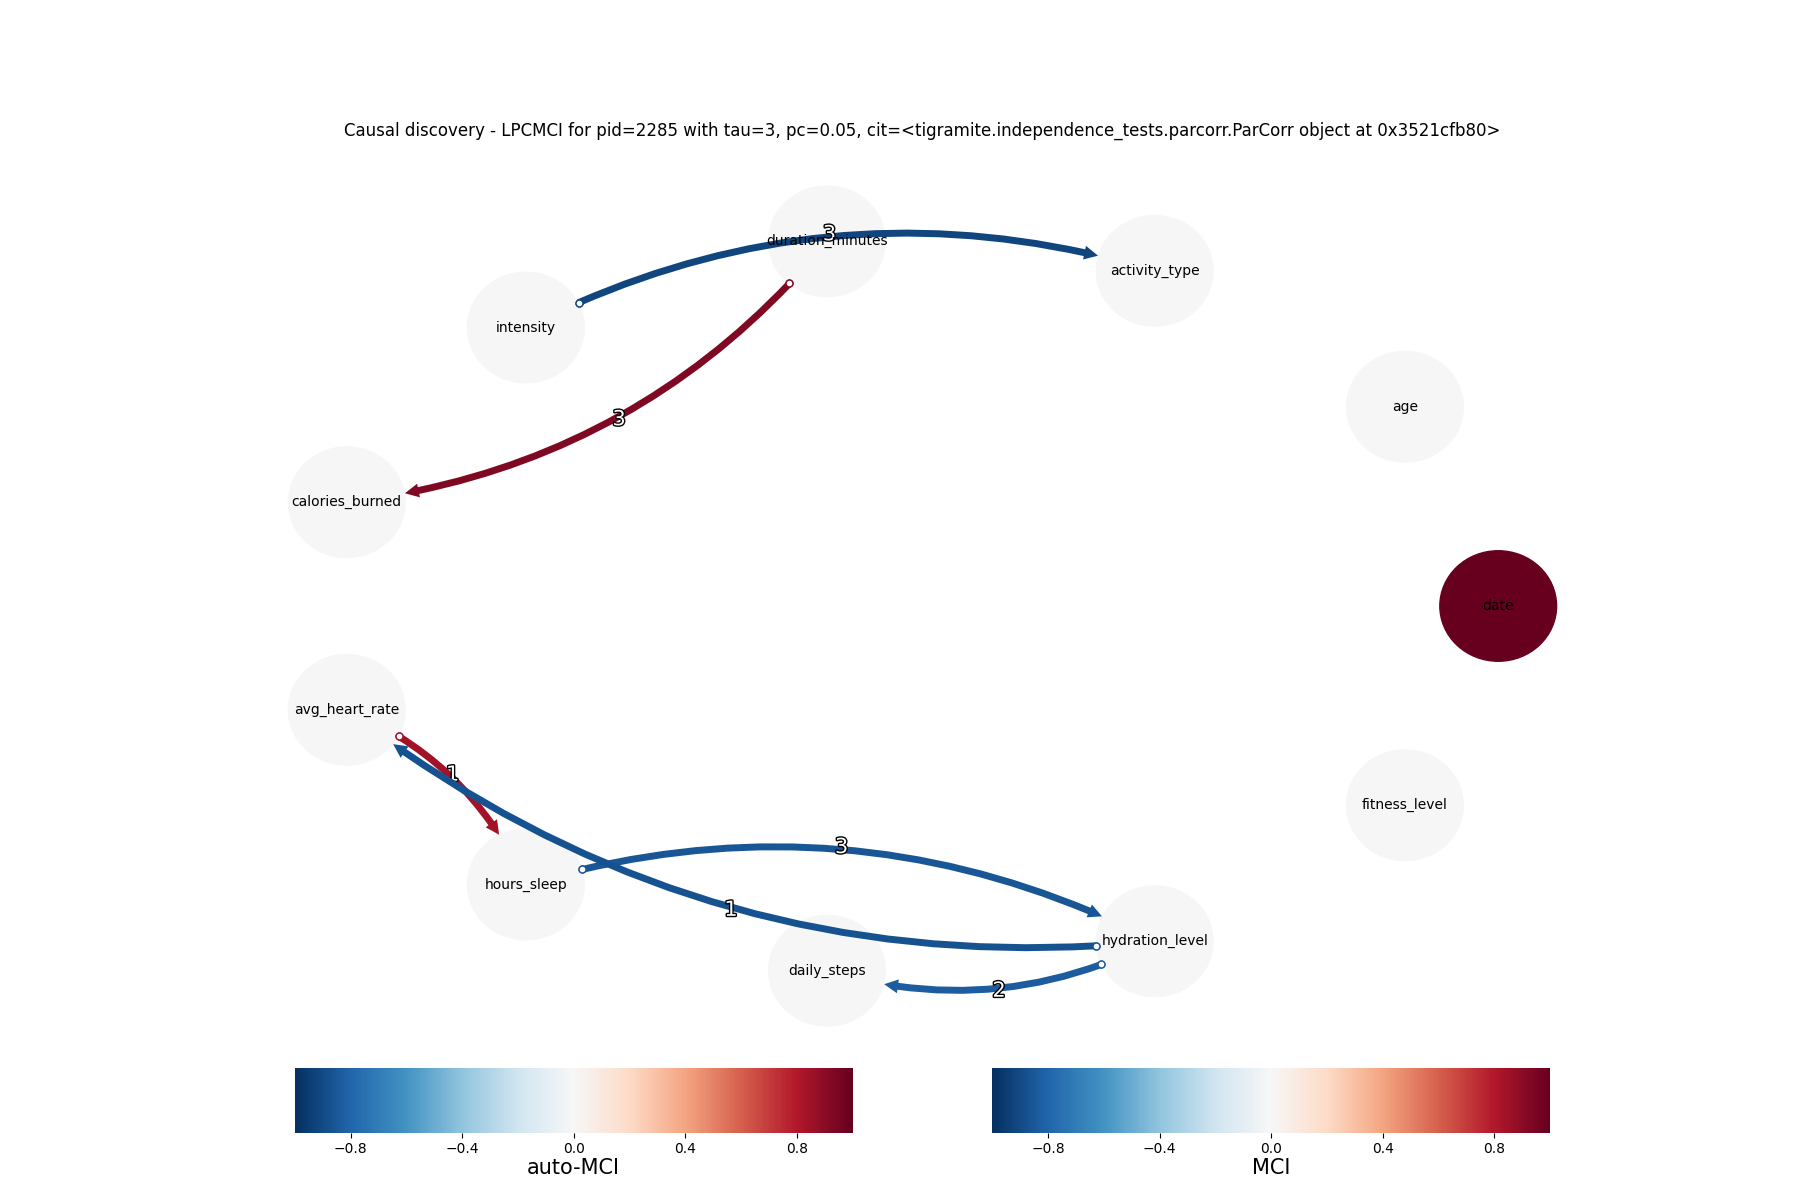 Causal discovery - LPCMCI for pid=2285 with tau=3, pc=0.05, cit=<tigramite.independence_tests.parcorr.ParCorr object at 0x3521cfb80>
3
duration_minutes
activity_type
intensity
age
3
calories_burned
date
avg_heart_rate
1
fitness_level
3
hours_sleep
1
hydration_level
daily_steps
2
−0.8 −0.4 0.0 0.4 0.8
auto-MCI
−0.8 −0.4 0.0 0.4 0.8
MCI